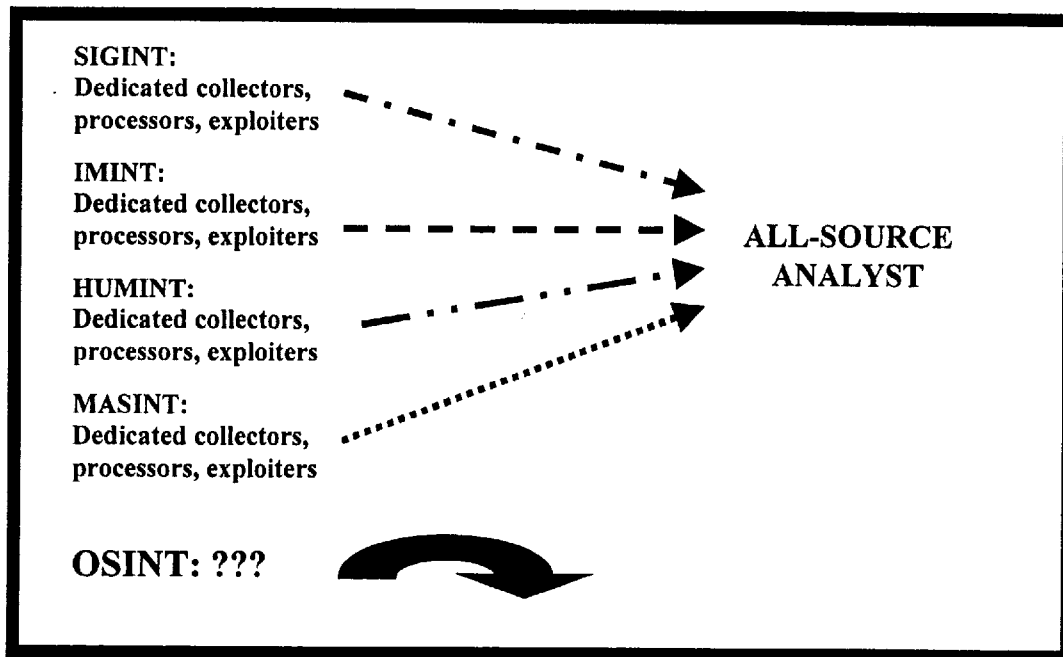 SIGINT:
Dedicated collectors,
processors, exploiters
IMINT:
Dedicated collectors,
processors, exploiters
HUMINT:
Dedicated collectors,
processors, exploiters
MASINT:
Dedicated collectors,
processors, exploiters
OSINT: ???
ALL-SOURCE
ANALYST